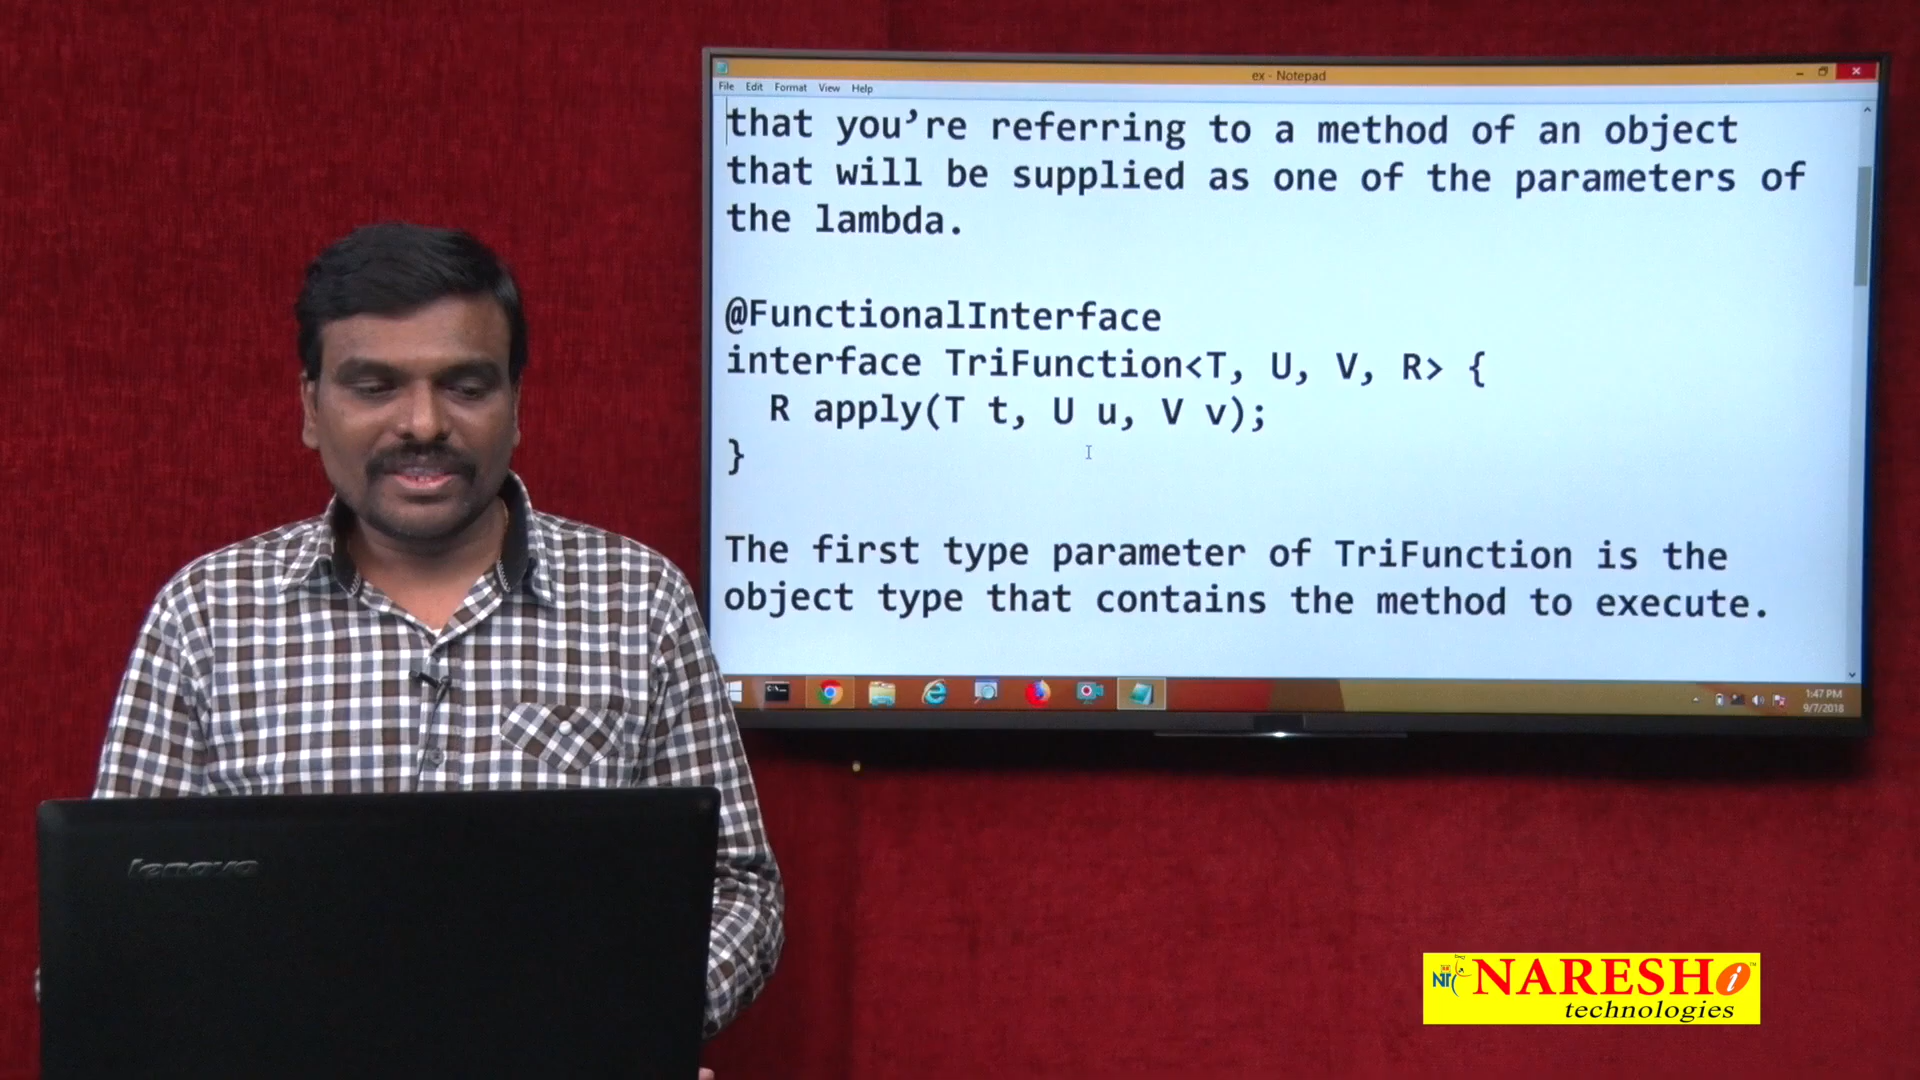 ex - Notepad
File Edit Format View Help
that you’re referring to a method of an object
that will be supplied as one of the parameters of
the lambda.
@FunctionalInterface
interface TriFunction<T, U, V, R> {
R apply(T t, U u, V v);
}
The first type parameter of TriFunction is the
object type that contains the method to execute.
1:47 PM
9/7/2018
lenovo
NT NARESH i
technologies